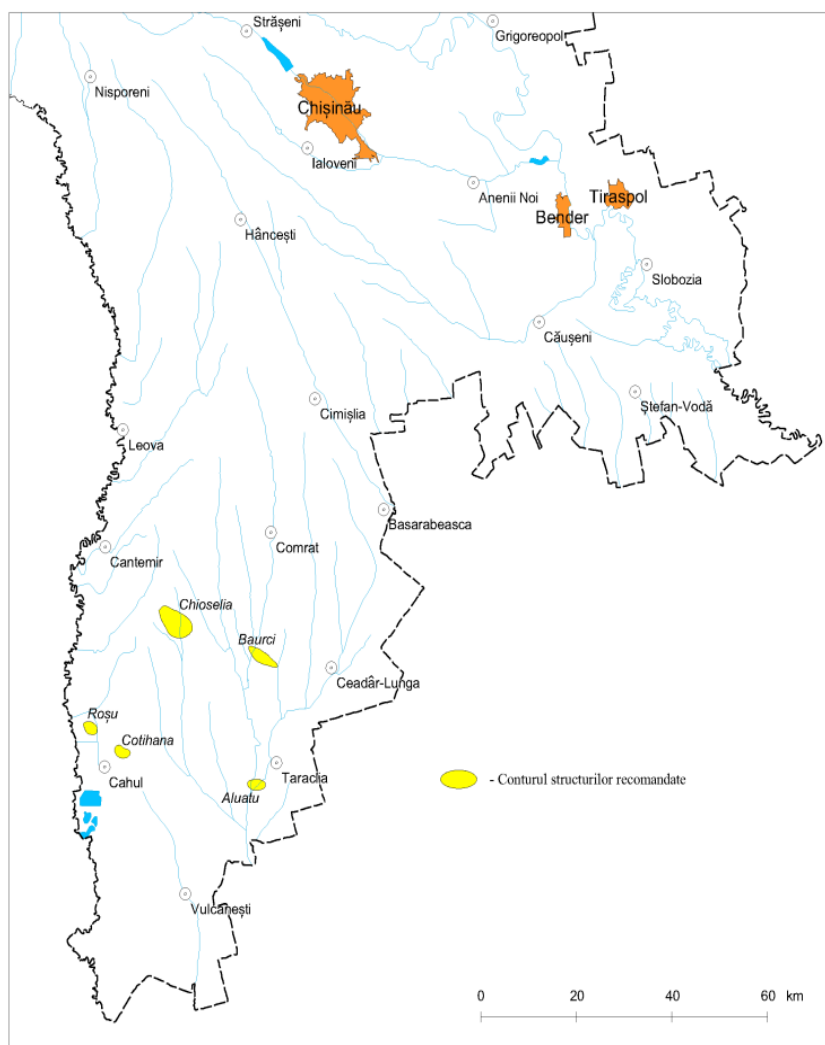 Strășeni
Grigoreopol
Nisporeni
Chișinău
Ialoveni
Anenii Noi
Tiraspol
Bender
Hâncești
Slobozia
Căușeni
Ștefan-Vodă
Cimișlia
Leova
Basarabeasca
Comrat
Cantemir
Chioselia
Baurci
Ceadâr-Lunga
Roșu
Cotihana
Cahul
Taraclia
Aluatu
- Conturul structurilor recomandate
Vulcănești
0 20 40 60 km